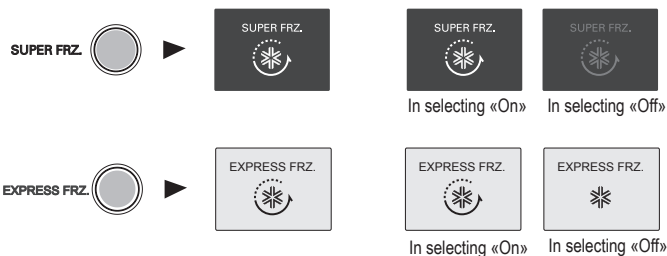 SUPER FRZ.
SUPER FRZ.
SUPER FRZ.
SUPER FRZ.
In selecting «On»
In selecting «Off»
EXPRESS FRZ.
EXPRESS FRZ.
EXPRESS FRZ.
EXPRESS FRZ.
In selecting «On»
In selecting «Off»